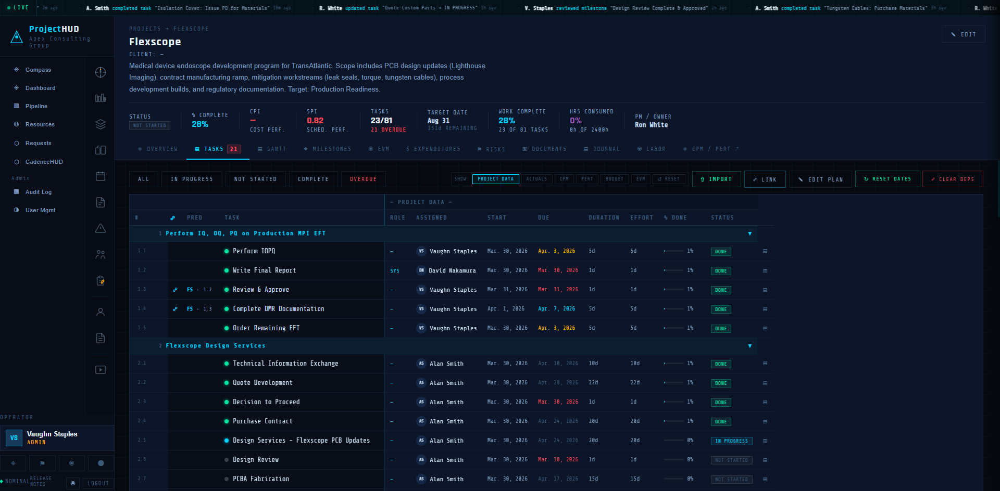 LIVE
2m ago
A. Smith completed task "Isolation Cover: Issue PO for Materials" 18m ago
R. White updated task "Quote Custom Parts → IN PROGRESS" 1h ago
V. Staples reviewed milestone "Design Review Complete & Approved" 2h ago
A. Smith completed task "Tungsten Cables: Purchase Materials" 3h ago
R. White
ProjectHUD
Apex Consulting
Group
Compass
Dashboard
Pipeline
Resources
Requests
CadenceHUD
Admin
Audit Log
User Mgmt
OPERATOR
VS
Vaughn Staples
ADMIN
NOMINAL
RELEASE
NOTES
LOGOUT
PROJECTS → FLEXSCOPE
Flexscope
EDIT
CLIENT: —
Medical device endoscope development program for TransAtlantic. Scope includes PCB design updates (Lighthouse
Imaging), contract manufacturing ramp, mitigation workstreams (leak seals, torque, tungsten cables), process
development builds, and regulatory documentation. Target: Production Readiness.
STATUS
NOT STARTED
% COMPLETE
28%
CPI
—
COST PERF.
SPI
0.82
SCHED. PERF.
TASKS
23/81
21 OVERDUE
TARGET DATE
Aug 31
151d REMAINING
WORK COMPLETE
28%
23 OF 81 TASKS
HRS CONSUMED
0%
0h OF 2400h
PM / OWNER
Ron White
OVERVIEW
TASKS 21
GANTT
MILESTONES
EVM
$ EXPENDITURES
RISKS
DOCUMENTS
JOURNAL
LABOR
CPM / PERT ↗
ALL
IN PROGRESS
NOT STARTED
COMPLETE
OVERDUE
SHOW:
PROJECT DATA
ACTUALS
CPM
PERT
BUDGET
EVM
↺ RESET
⇧ IMPORT
LINK
EDIT PLAN
↻ RESET DATES
CLEAR DEPS
— PROJECT DATA —
# PRED TASK ROLE ASSIGNED START DUE DURATION EFFORT % DONE STATUS
1 Perform IQ, OQ, PQ on Production MPI EFT ▼
1.1 Perform IOPQ — VS Vaughn Staples Mar. 30, 2026 Apr. 3, 2026 5d 5d 1% DONE
1.2 Write Final Report SYS DN David Nakamura Mar. 30, 2026 Mar. 30, 2026 1d 1d 1% DONE
1.3 FS ← 1.2 Review & Approve — VS Vaughn Staples Mar. 31, 2026 Mar. 31, 2026 1d 1d 1% DONE
1.4 FS ← 1.3 Complete DMR Documentation — VS Vaughn Staples Apr. 1, 2026 Apr. 7, 2026 5d 5d 1% DONE
1.5 Order Remaining EFT — VS Vaughn Staples Mar. 30, 2026 Apr. 3, 2026 5d 5d 1% DONE
2 Flexscope Design Services ▼
2.1 Technical Information Exchange — AS Alan Smith Mar. 30, 2026 Apr. 10, 2026 10d 10d 1% DONE
2.2 Quote Development — AS Alan Smith Mar. 30, 2026 Apr. 28, 2026 22d 22d 1% DONE
2.3 Decision to Proceed — AS Alan Smith Mar. 30, 2026 Mar. 30, 2026 1d 1d 1% DONE
2.4 Purchase Contract — AS Alan Smith Mar. 30, 2026 Apr. 24, 2026 20d 20d 1% DONE
2.5 Design Services - Flexscope PCB Updates — AS Alan Smith Mar. 30, 2026 Apr. 24, 2026 20d 20d 0% IN PROGRESS
2.6 Design Review — AS Alan Smith Mar. 30, 2026 Mar. 30, 2026 1d 1d 0% NOT STARTED
2.7 PCBA Fabrication — AS Alan Smith Mar. 30, 2026 Apr. 17, 2026 15d 15d 0% NOT STARTED